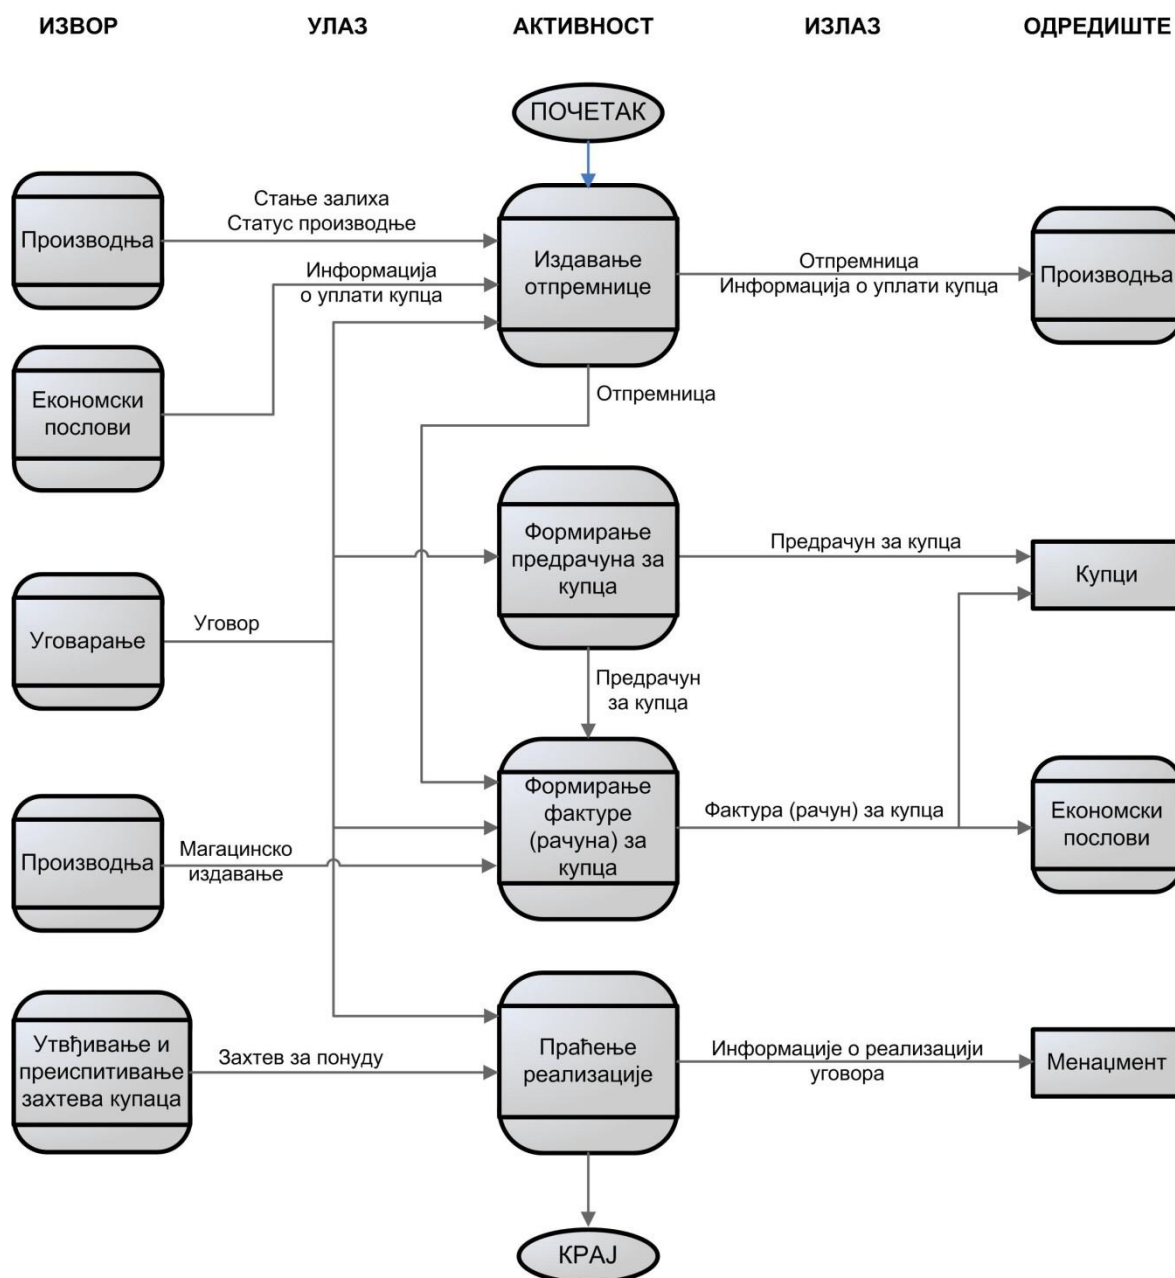 ИЗВОР
УЛАЗ
АКТИВНОСТ
ИЗЛАЗ
ОДРЕДИШТЕ
ПОЧЕТАК
Производња
Стање залиха
Статус производње
Издавање
отпремнице
Отпремница
Информација о уплати купца
Производња
Информација
о уплати купца
Економски
послови
Отпремница
Формирање
предрачуна за
купца
Предрачун за купца
Купци
Уговарање
Уговор
Предрачун
за купца
Формирање
фактуре
(рачуна) за
купца
Фактура (рачун) за купца
Економски
послови
Производња
Магацинско
издавање
Утвђивање и
преиспитивање
захтева купаца
Захтев за понуду
Праћење
реализације
Информације о реализацији
уговора
Менаџмент
КРАЈ